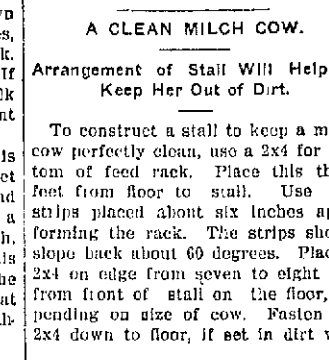 A CLEAN MILCH COW.
Arrangement of Stall Will Help
Keep Her Out of Dirt.
To construct a stall to keep a m
cow perfectly clean, use a 2x4 for
tom of feed rack. Place this th
feet from floor to stall. Use
strips placed about six inches ap
forming the rack. The strips sho
slope back about 60 degrees. Plac
2x4 on edge from seven to eight
from front of stall on the floor,
pending on size of cow. Fasten
2x4 down to floor, if set in dirt w